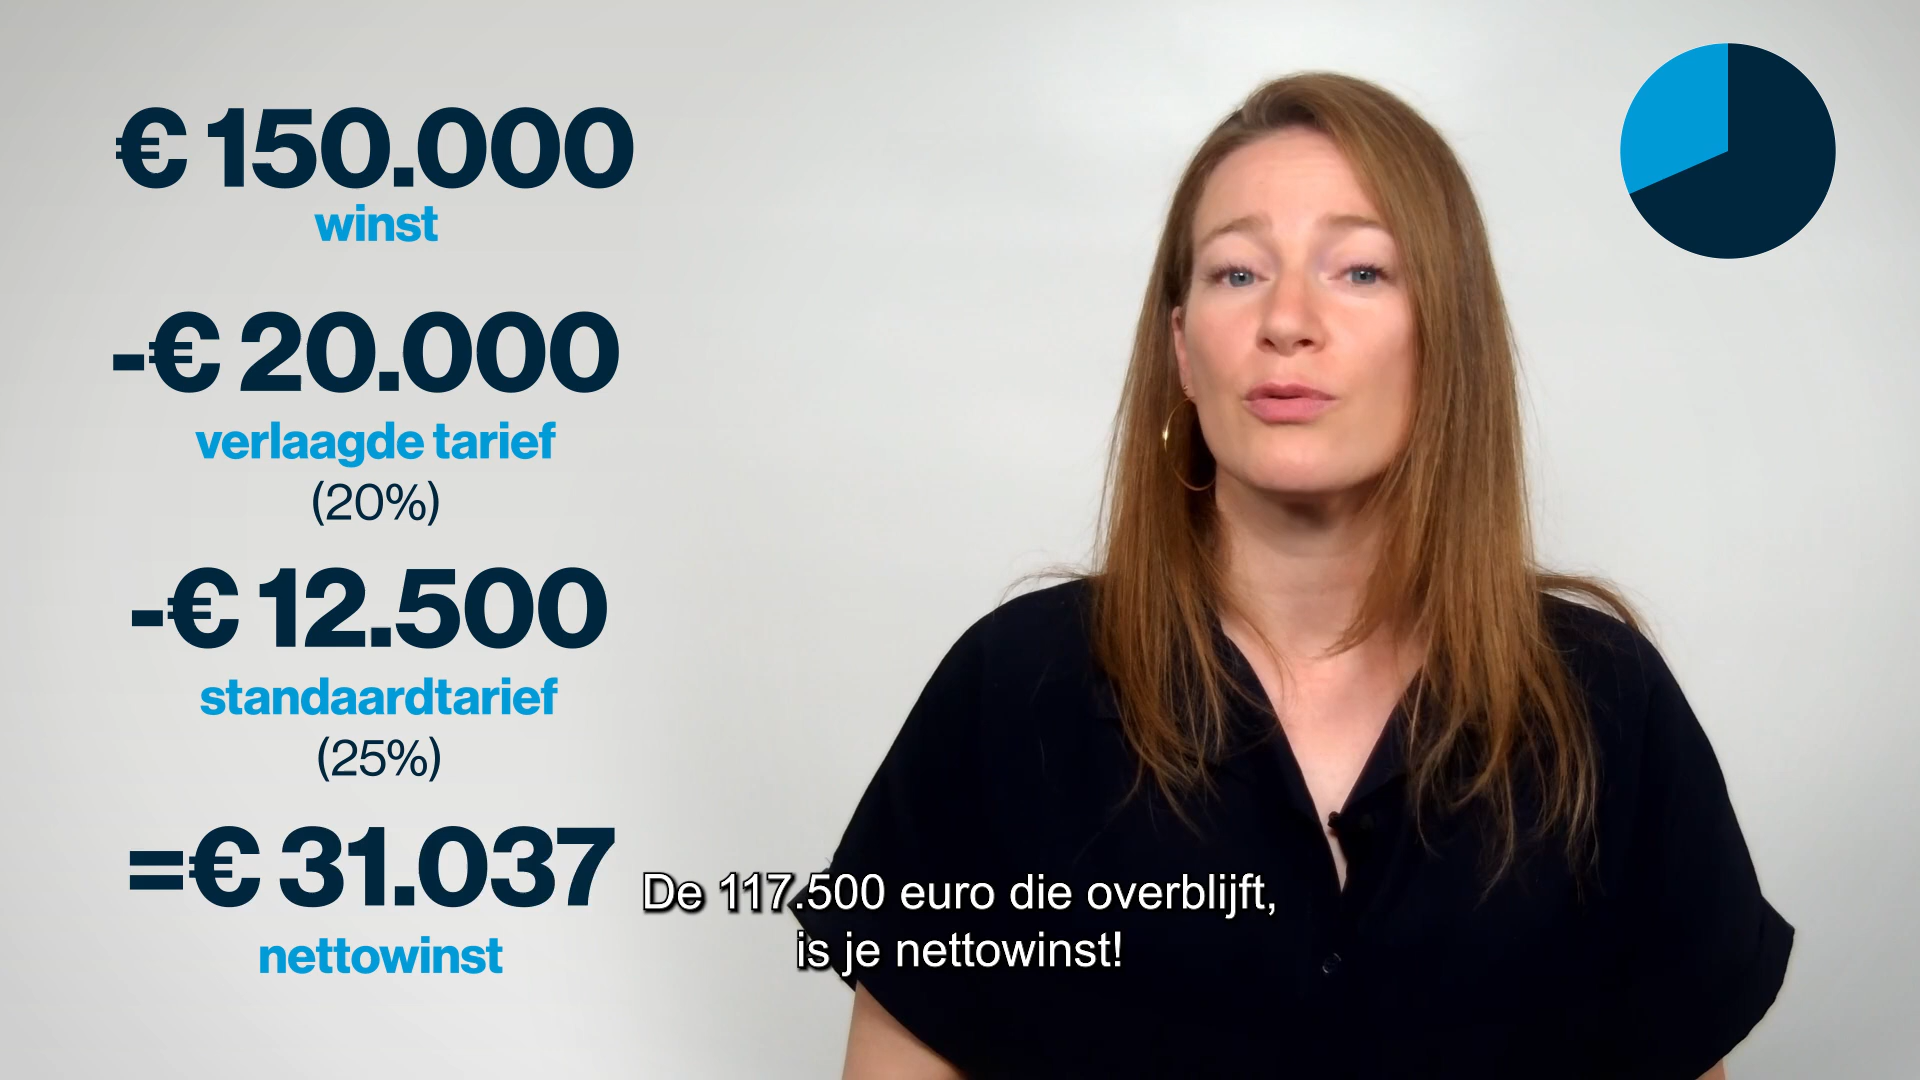 € 150.000
winst
-€ 20.000
verlaagde tarief
(20%)
-€ 12.500
standaardtarief
(25%)
=€ 31.037
nettowinst
De 117.500 euro die overblijft,
is je nettowinst!